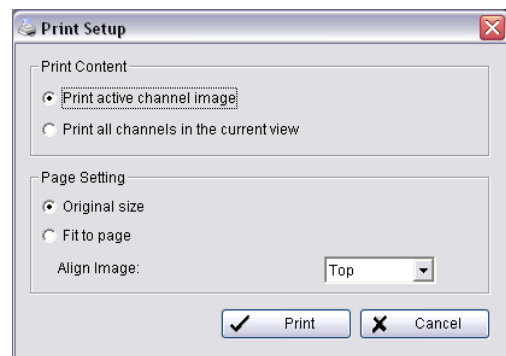 Print Setup
Print Content
Print active channel image
Print all channels in the current view
Page Setting
Original size
Fit to page
Align Image: Top
Print Cancel